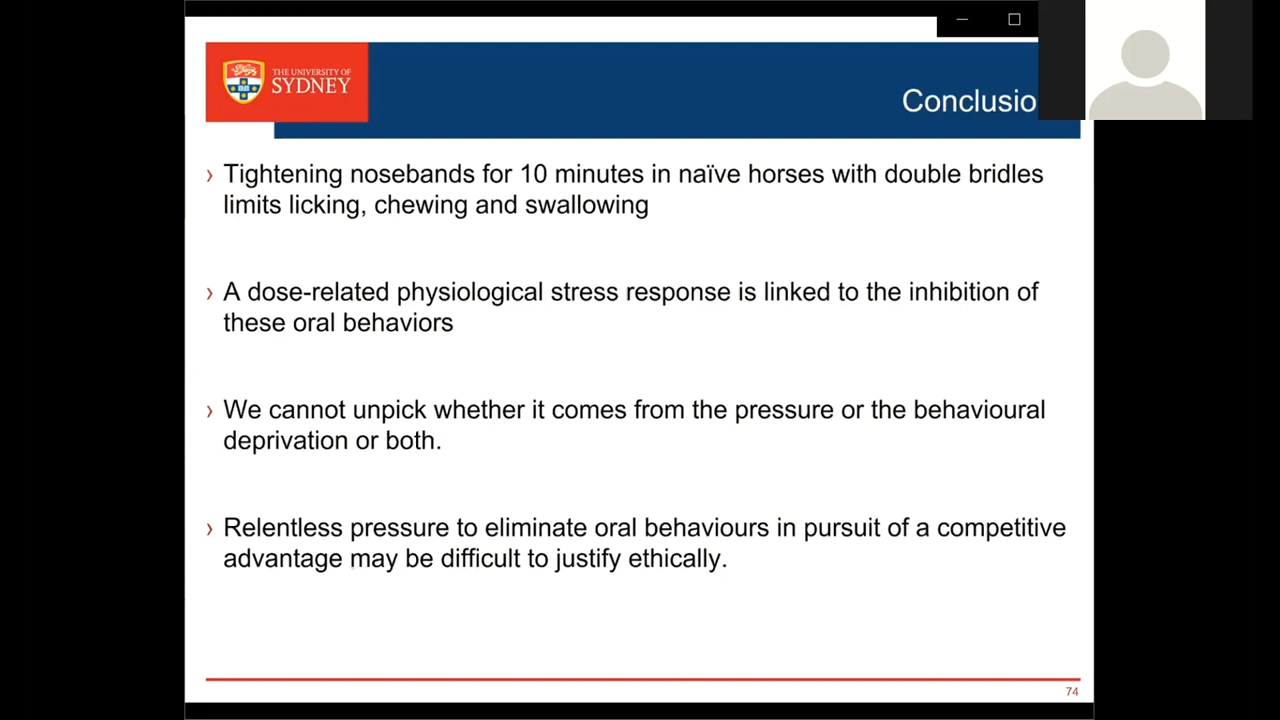 THE UNIVERSITY OF
SYDNEY
Conclusio
› Tightening nosebands for 10 minutes in naïve horses with double bridles
limits licking, chewing and swallowing
› A dose-related physiological stress response is linked to the inhibition of
these oral behaviors
› We cannot unpick whether it comes from the pressure or the behavioural
deprivation or both.
› Relentless pressure to eliminate oral behaviours in pursuit of a competitive
advantage may be difficult to justify ethically.
74